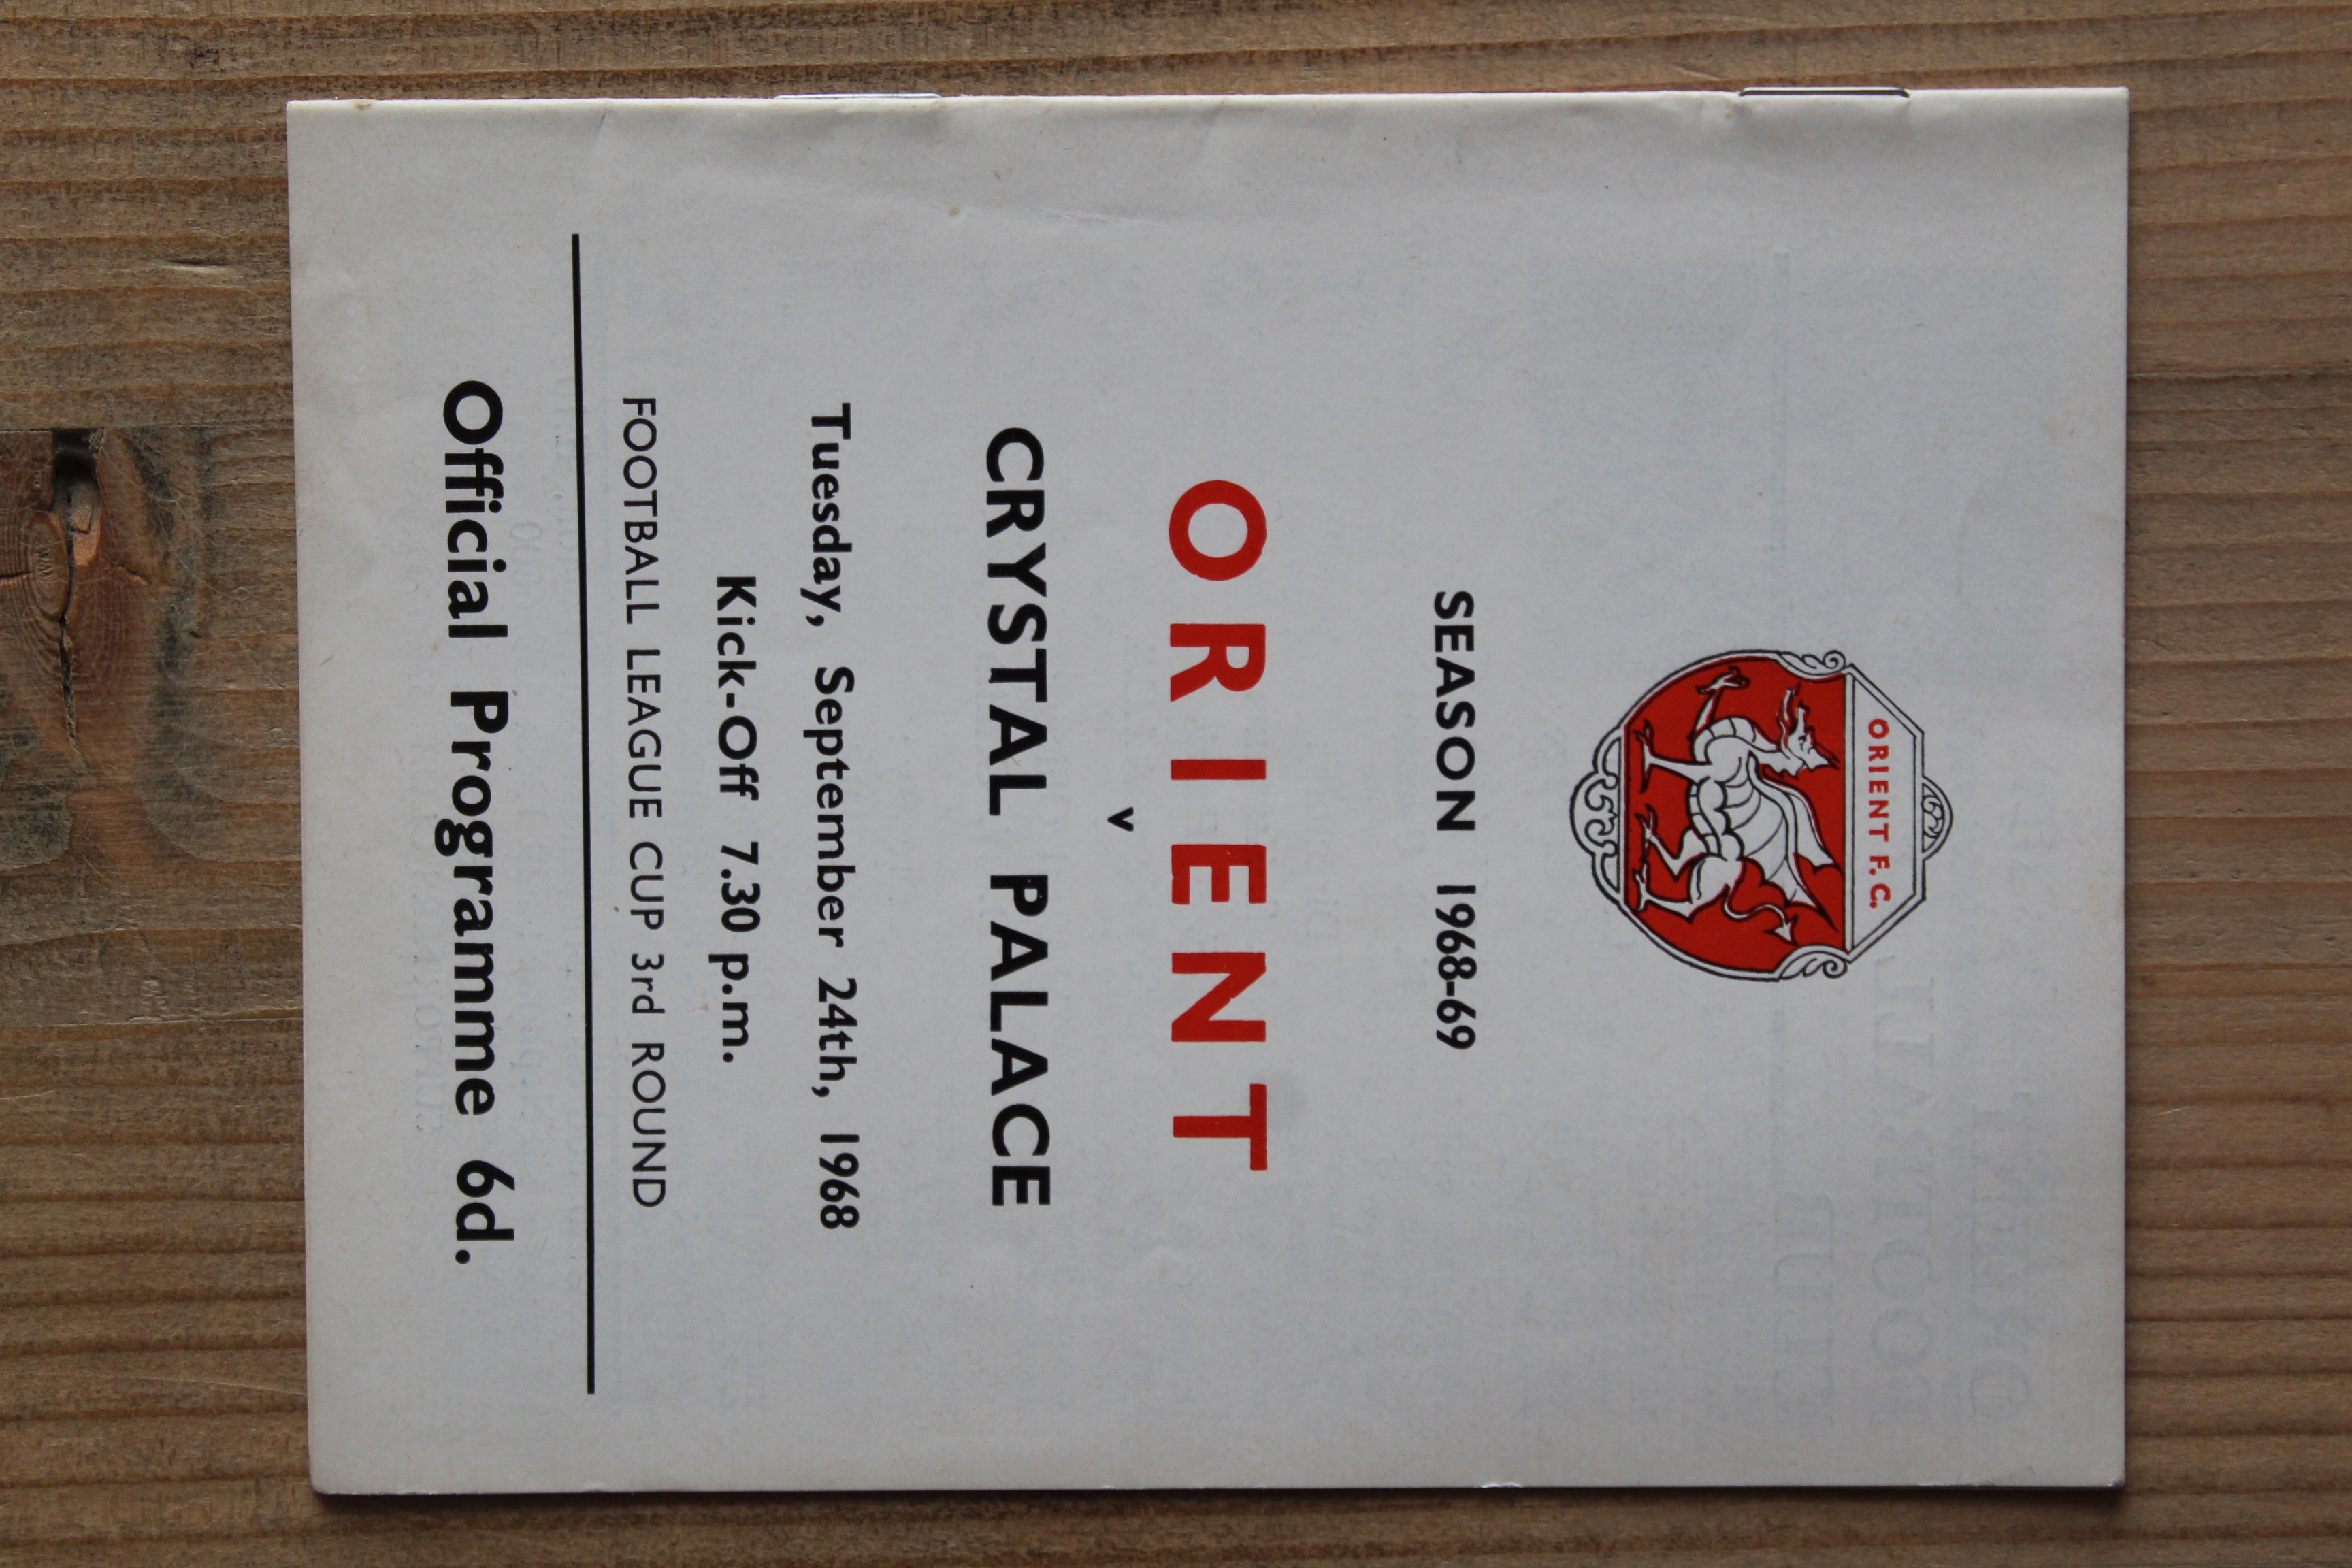 ORIENT F.C.
SEASON 1968-69
ORIENT
v
CRYSTAL PALACE
Tuesday, September 24th, 1968
Kick-Off 7.30 p.m.
FOOTBALL LEAGUE CUP 3rd ROUND
Official Programme 6d.